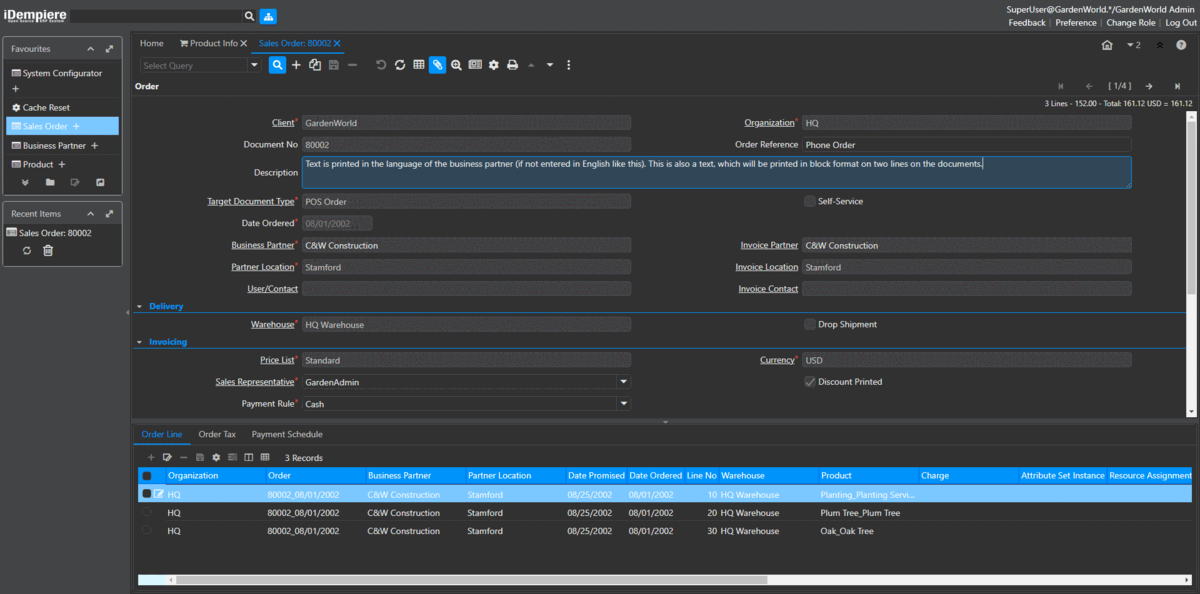 iDempiere
Open Source ERP System
SuperUser@GardenWorld.*/GardenWorld Admin
Feedback | Preference | Change Role | Log Out
Favourites
System Configurator
Cache Reset
Sales Order
Business Partner
Product
Recent Items
Sales Order: 80002
Home Product Info Sales Order: 80002
2
Select Query
Order
[ 1/4 ]
3 Lines - 152.00 - Total: 161.12 USD = 161.12
Client* GardenWorld Organization* HQ
Document No 80002 Order Reference Phone Order
Description Text is printed in the language of the business partner (if not entered in English like this). This is also a text, which will be printed in block format on two lines on the documents.
Target Document Type* POS Order Self-Service
Date Ordered* 08/01/2002
Business Partner* C&W Construction Invoice Partner C&W Construction
Partner Location* Stamford Invoice Location Stamford
User/Contact Invoice Contact
Delivery
Warehouse* HQ Warehouse Drop Shipment
Invoicing
Price List* Standard Currency* USD
Sales Representative* GardenAdmin Discount Printed
Payment Rule* Cash
Order Line Order Tax Payment Schedule
3 Records
Organization Order Business Partner Partner Location Date Promised Date Ordered Line No Warehouse Product Charge Attribute Set Instance Resource Assignment
HQ 80002_08/01/2002 C&W Construction Stamford 08/25/2002 08/01/2002 10 HQ Warehouse Planting_Planting Servi...
HQ 80002_08/01/2002 C&W Construction Stamford 08/25/2002 08/01/2002 20 HQ Warehouse Plum Tree_Plum Tree
HQ 80002_08/01/2002 C&W Construction Stamford 08/25/2002 08/01/2002 30 HQ Warehouse Oak_Oak Tree